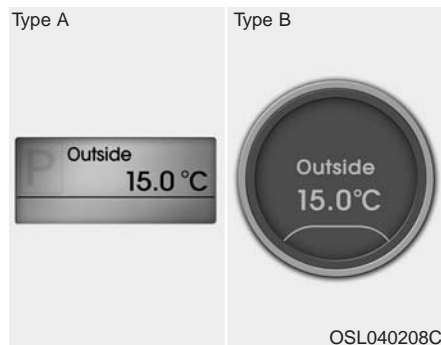 Type A
Type B
P
Outside
15.0 °C
Outside
15.0°C
OSL040208C